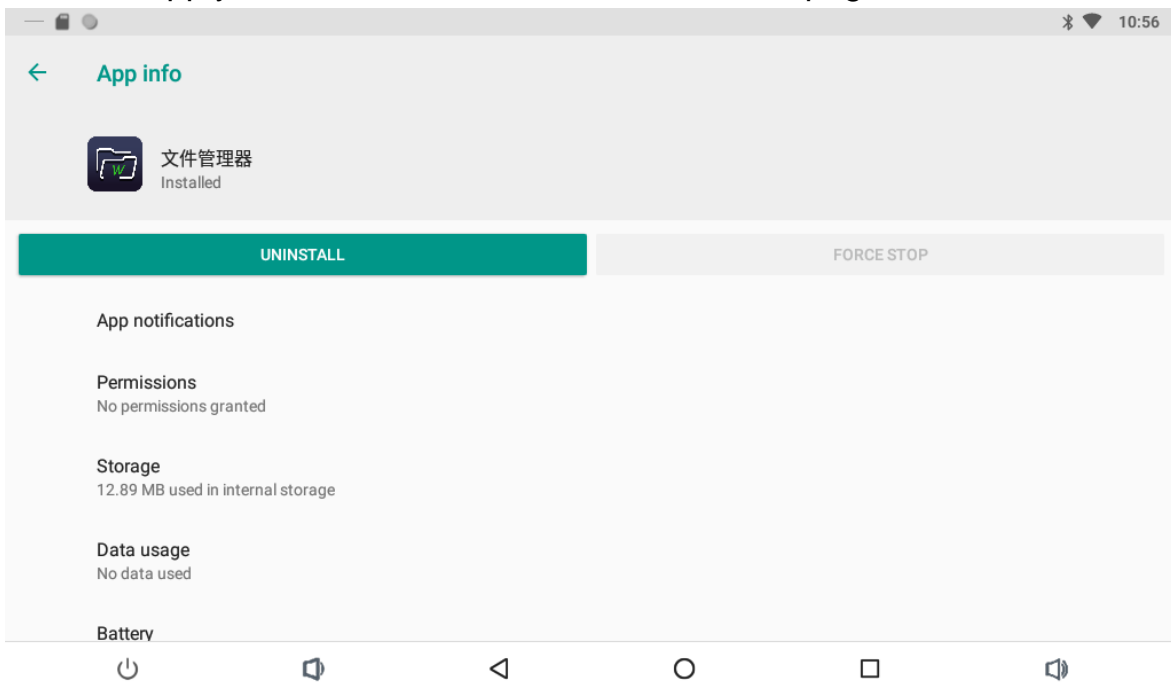 10:56
App info
文件管理器
Installed
UNINSTALL
FORCE STOP
App notifications
Permissions
No permissions granted
Storage
12.89 MB used in internal storage
Data usage
No data used
Battery